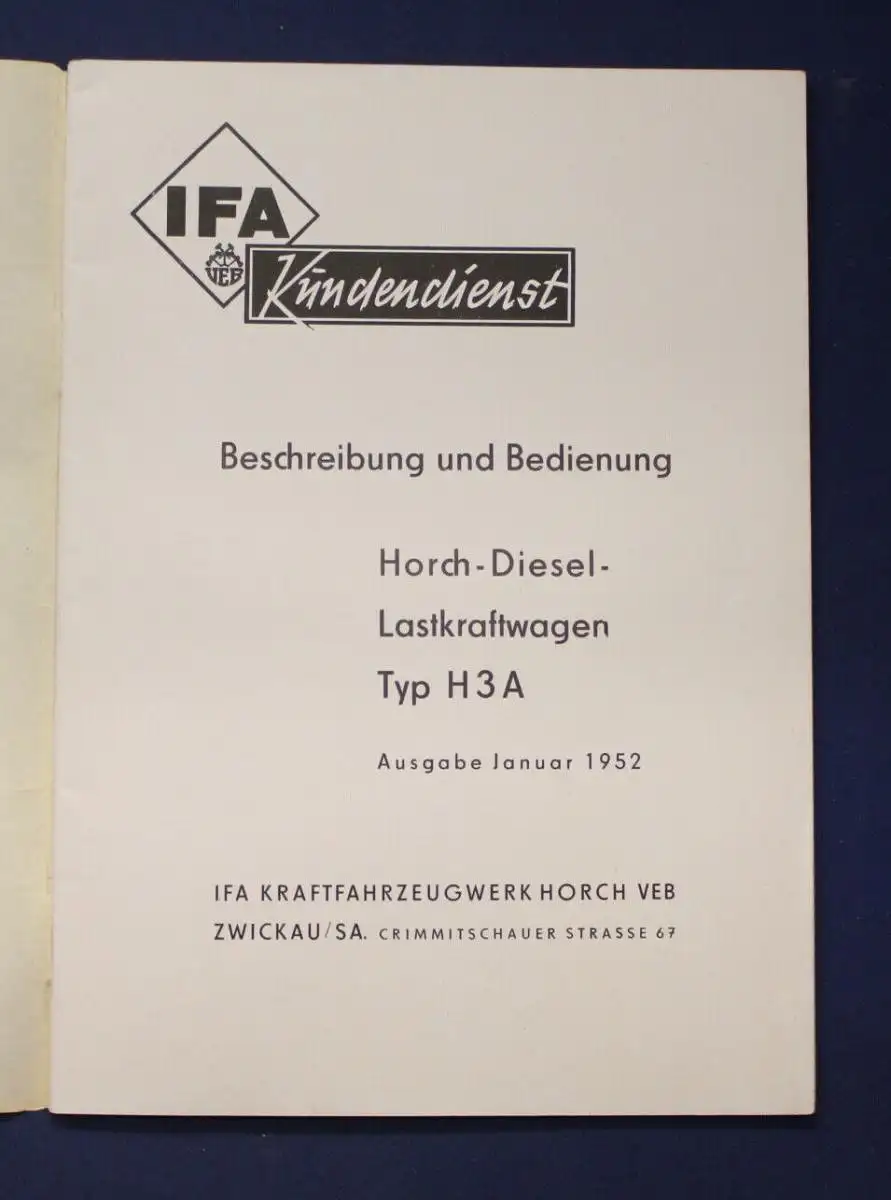 IFA
VEB
Kundendienst
Beschreibung und Bedienung
Horch-Diesel-
Lastkraftwagen
Typ H3A
Ausgabe Januar 1952
IFA KRAFTFAHRZEUGWERK HORCH VEB
ZWICKAU/SA. CRIMMITSCHAUER STRASSE 67